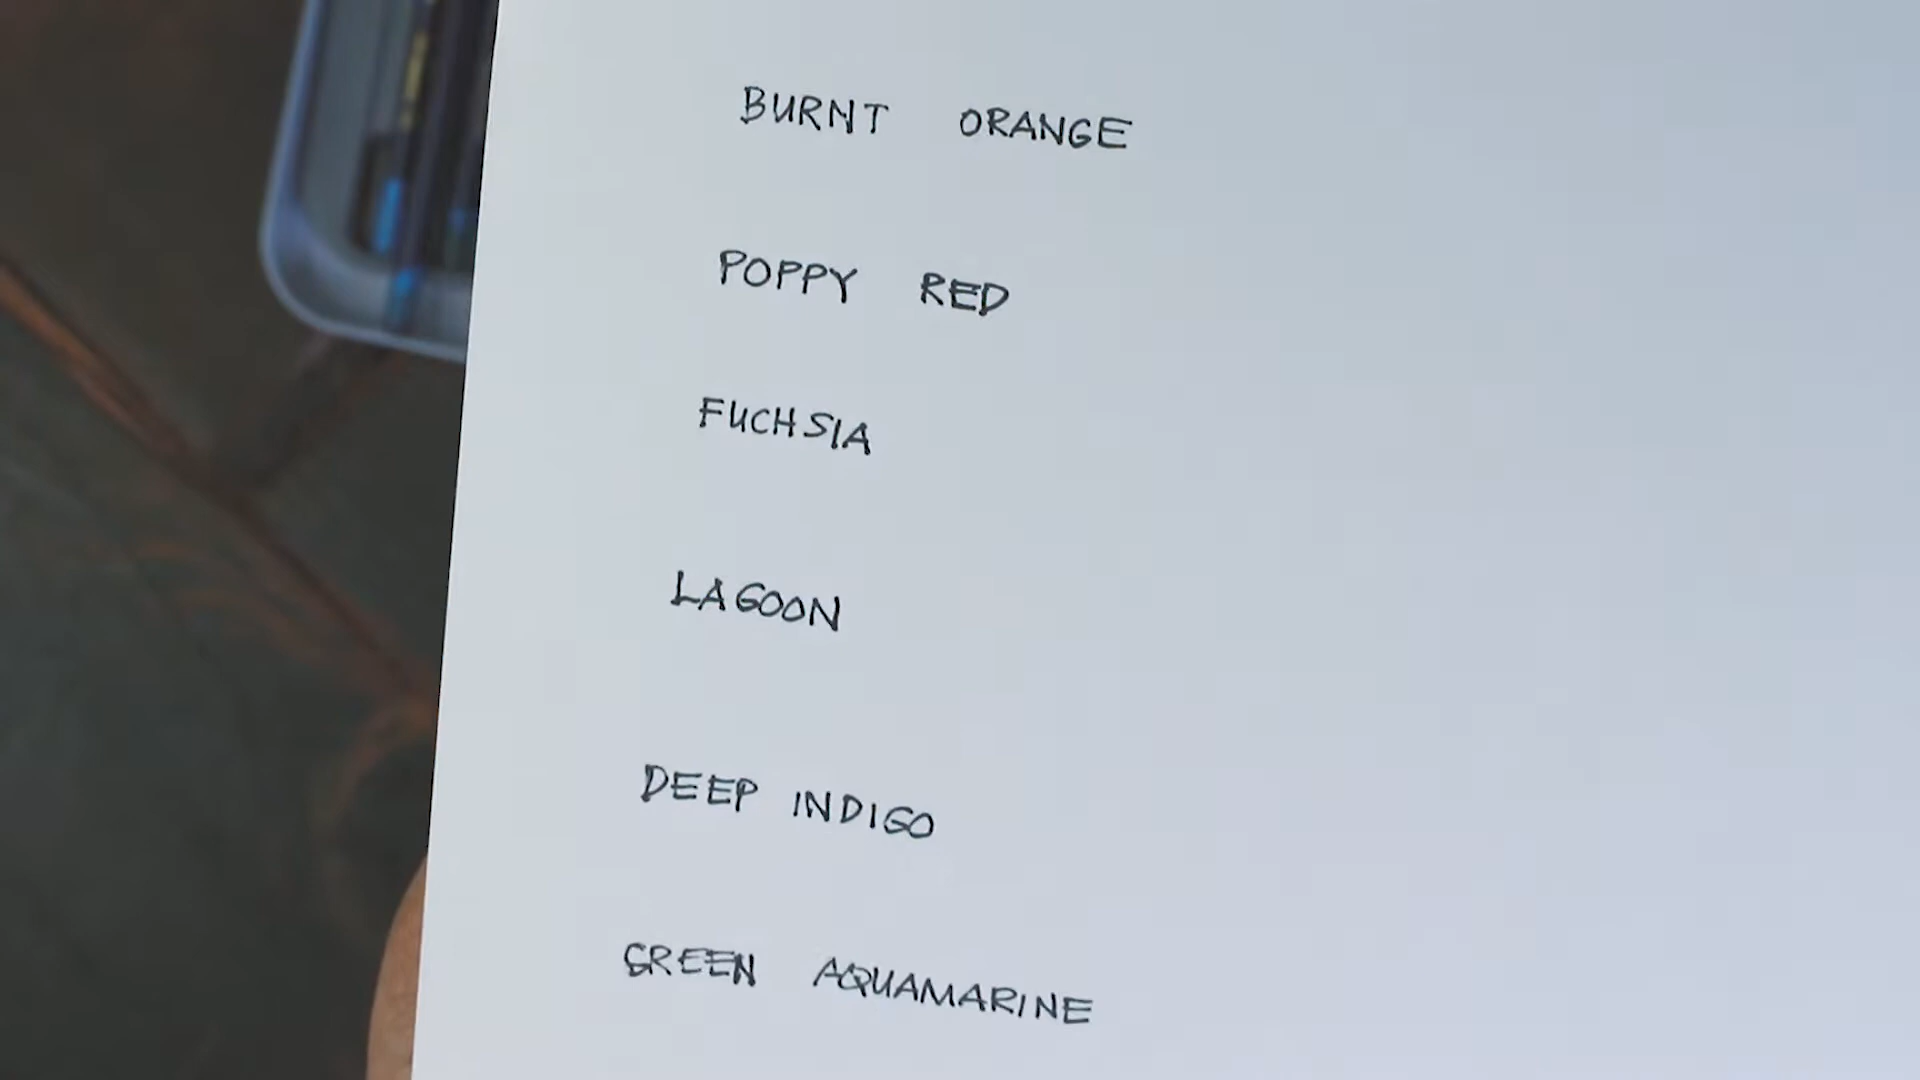 BURNT ORANGE
POPPY RED
FUCHSIA
LAGOON
DEEP INDIGO
GREEN AQUAMARINE